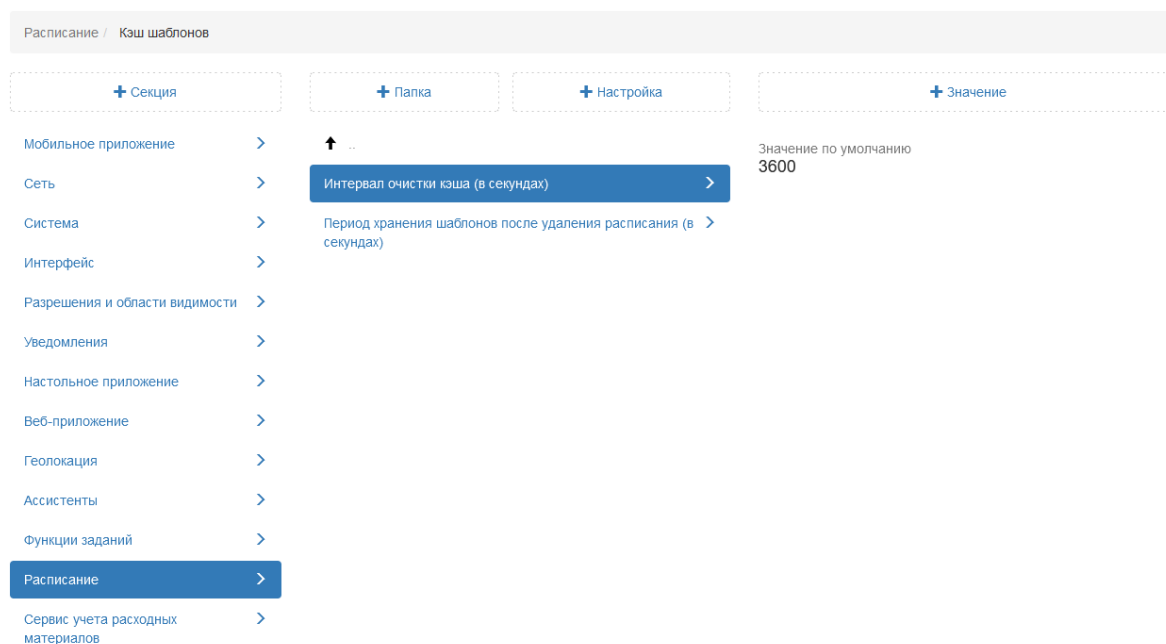 Расписание / Кэш шаблонов
+ Секция
+ Папка
+ Настройка
+ Значение
Мобильное приложение
Сеть
Система
Интерфейс
Разрешения и области видимости
Уведомления
Настольное приложение
Веб-приложение
Геолокация
Ассистенты
Функции заданий
Расписание
Сервис учета расходных
материалов
..
Интервал очистки кэша (в секундах)
Период хранения шаблонов после удаления расписания (в
секундах)
Значение по умолчанию
3600